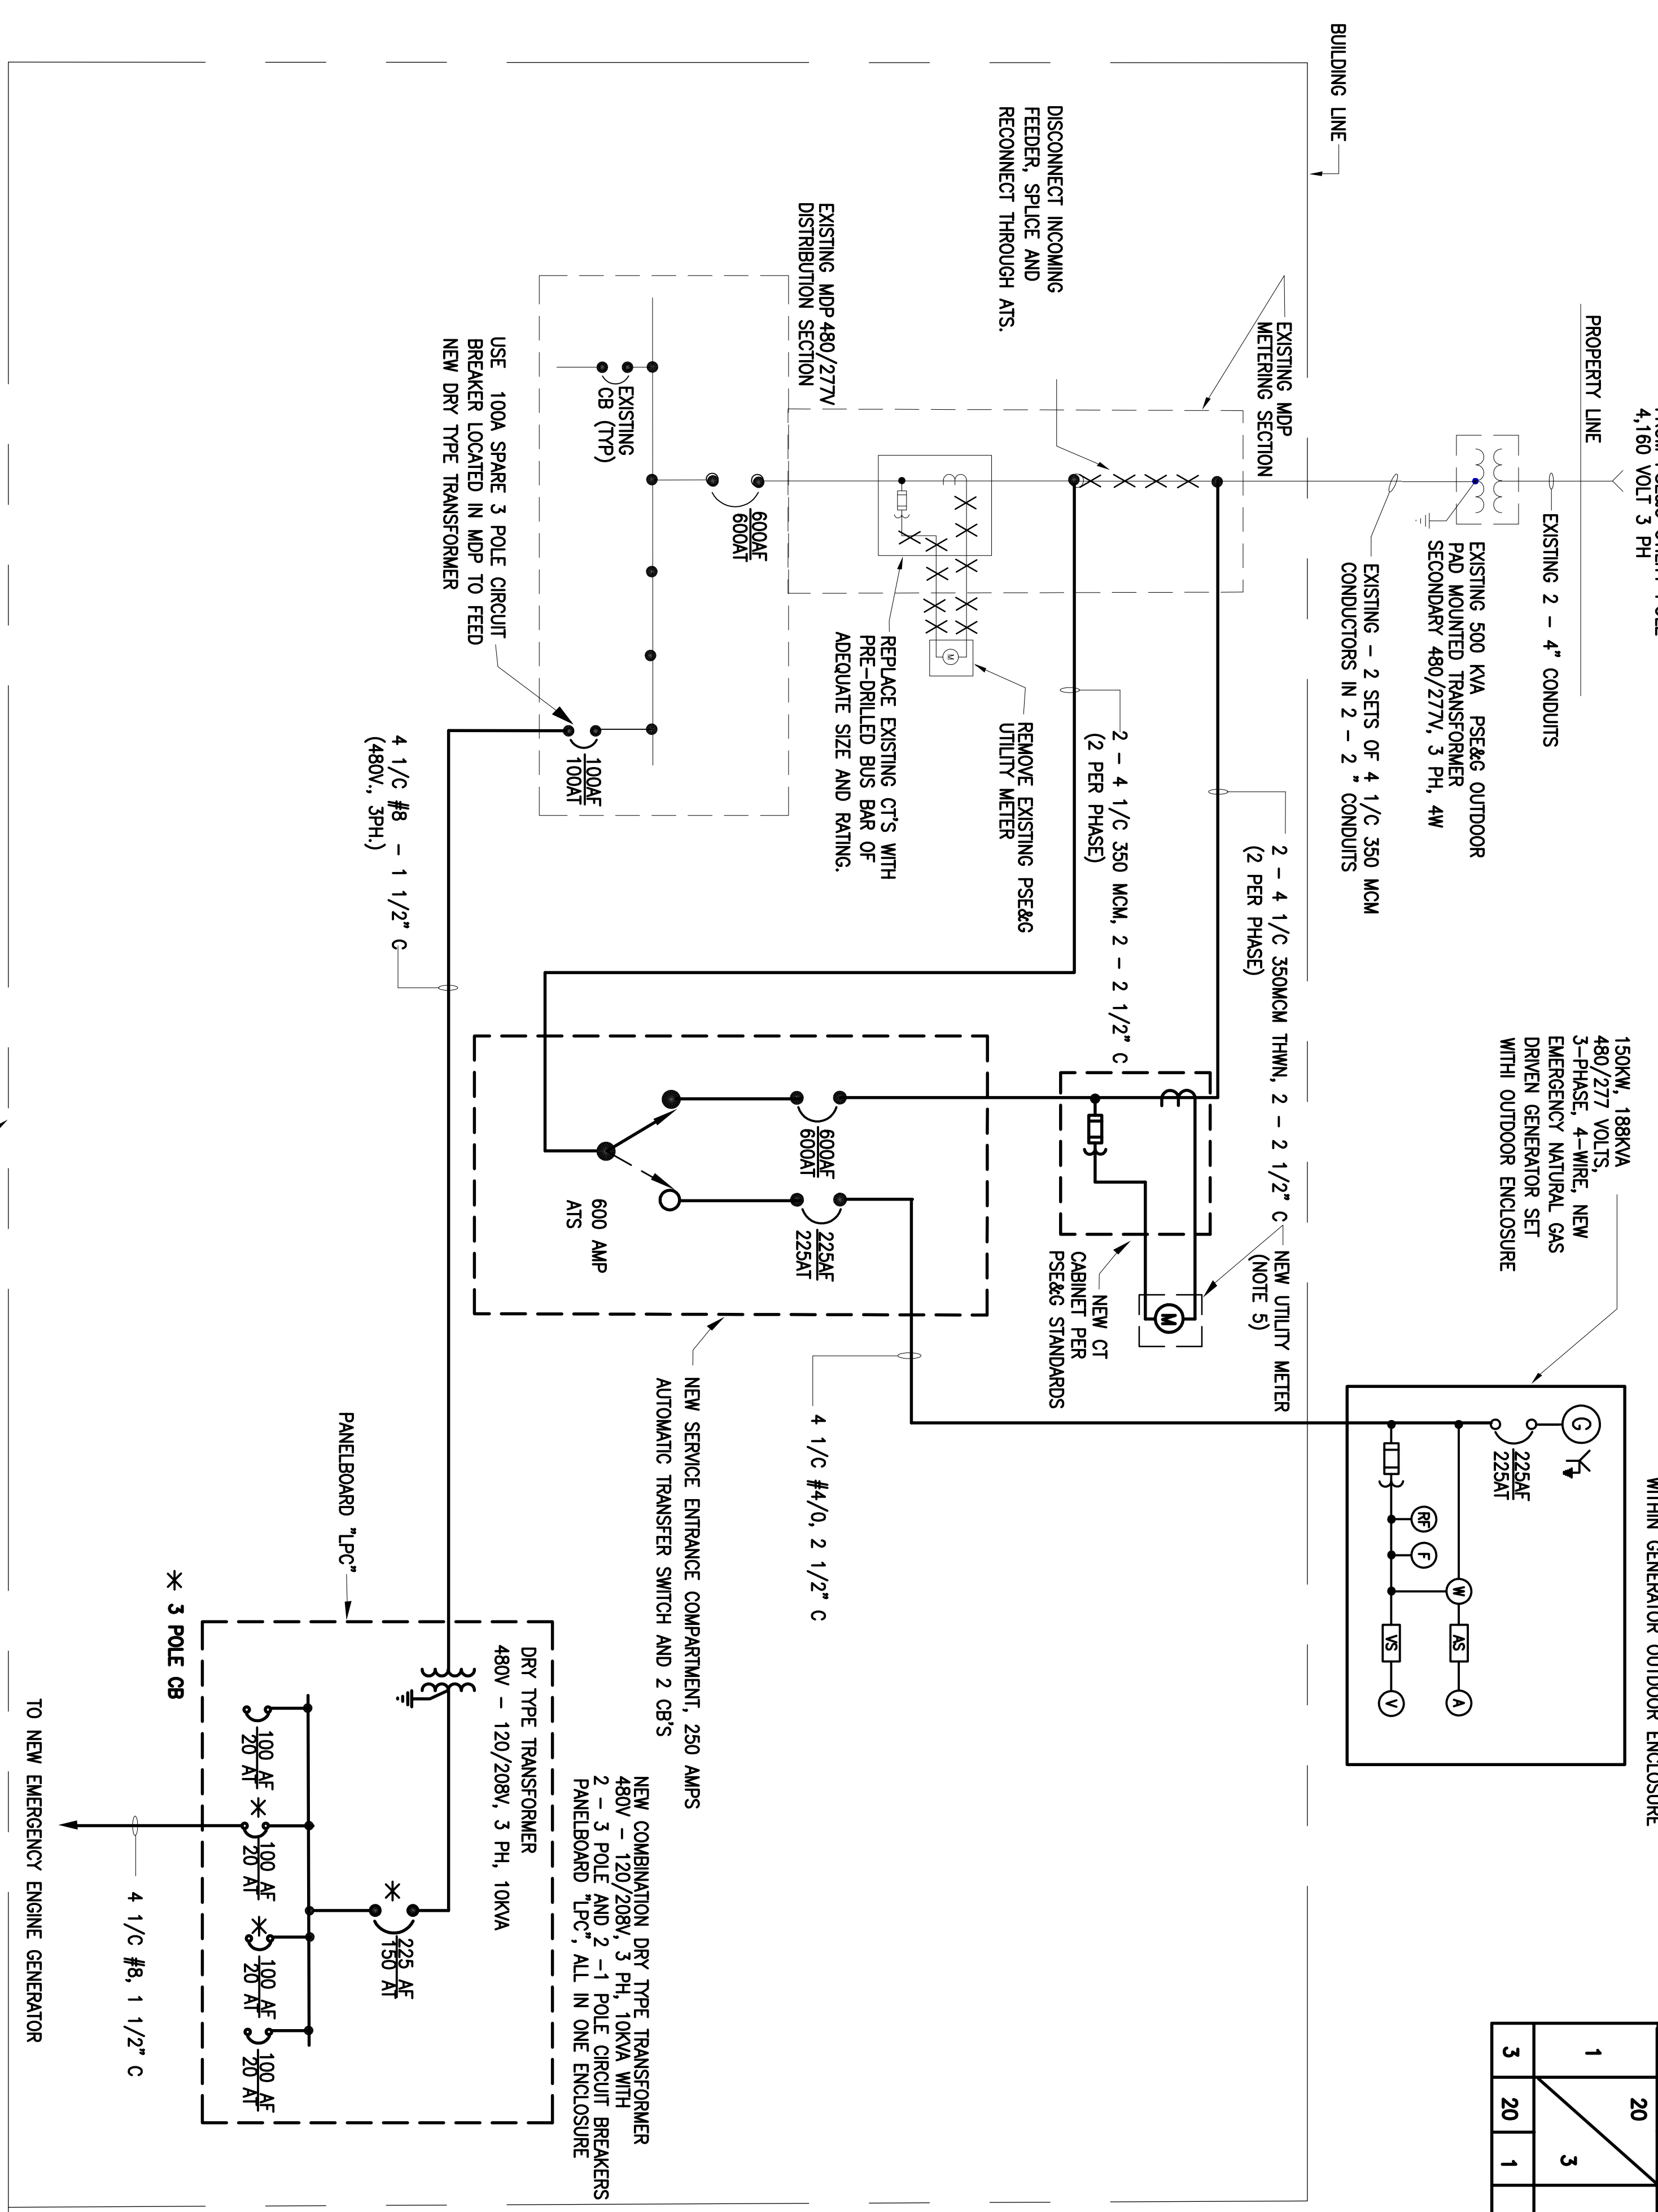 4,160 VOLT 3 PH
PROPERTY LINE
EXISTING 2 - 4" CONDUITS
EXISTING 500 KVA PSE&G OUTDOOR
PAD MOUNTED TRANSFORMER
SECONDARY 480/277V, 3 PH, 4W
EXISTING - 2 SETS OF 4 1/C 350 MCM
CONDUCTORS IN 2 - 2 " CONDUITS
BUILDING LINE
EXISTING MDP
METERING SECTION
DISCONNECT INCOMING
FEEDER, SPLICE AND
RECONNECT THROUGH ATS.
2 - 4 1/C 350MCM THWN, 2 - 2 1/2" C
(2 PER PHASE)
2 - 4 1/C 350 MCM, 2 - 2 1/2" C
(2 PER PHASE)
REMOVE EXISTING PSE&G
UTILITY METER
M
REPLACE EXISTING CT'S WITH
PRE-DRILLED BUS BAR OF
ADEQUATE SIZE AND RATING.
EXISTING MDP 480/277V
DISTRIBUTION SECTION
600AF
600AT
EXISTING
CB (TYP)
100AF
100AT
USE 100A SPARE 3 POLE CIRCUIT
BREAKER LOCATED IN MDP TO FEED
NEW DRY TYPE TRANSFORMER
4 1/C #8 - 1 1/2" C
(480V., 3PH.)
WITHIN GENERATOR OUTDOOR ENCLOSURE
150KW, 188KVA
480/277 VOLTS,
3-PHASE, 4-WIRE, NEW
EMERGENCY NATURAL GAS
DRIVEN GENERATOR SET
WITHI OUTDOOR ENCLOSURE
G
225AF
225AT
RF
F
W
AS
A
VS
V
NEW UTILITY METER
(NOTE 5)
M
NEW CT
CABINET PER
PSE&G STANDARDS
600AF
600AT
225AF
225AT
600 AMP
ATS
4 1/C #4/0, 2 1/2" C
NEW SERVICE ENTRANCE COMPARTMENT, 250 AMPS
AUTOMATIC TRANSFER SWITCH AND 2 CB'S
NEW COMBINATION DRY TYPE TRANSFORMER
480V - 120/208V, 3 PH, 10KVA WITH
2 - 3 POLE AND 2 -1 POLE CIRCUIT BREAKERS
PANELBOARD "LPC", ALL IN ONE ENCLOSURE
DRY TYPE TRANSFORMER
480V - 120/208V, 3 PH, 10KVA
PANELBOARD "LPC"
* 225 AF
150 AT
100 AF
20 AT
* 100 AF
20 AT
* 100 AF
20 AT
100 AF
20 AT
* 3 POLE CB
4 1/C #8, 1 1/2" C
TO NEW EMERGENCY ENGINE GENERATOR
20
1
3
3 20 1